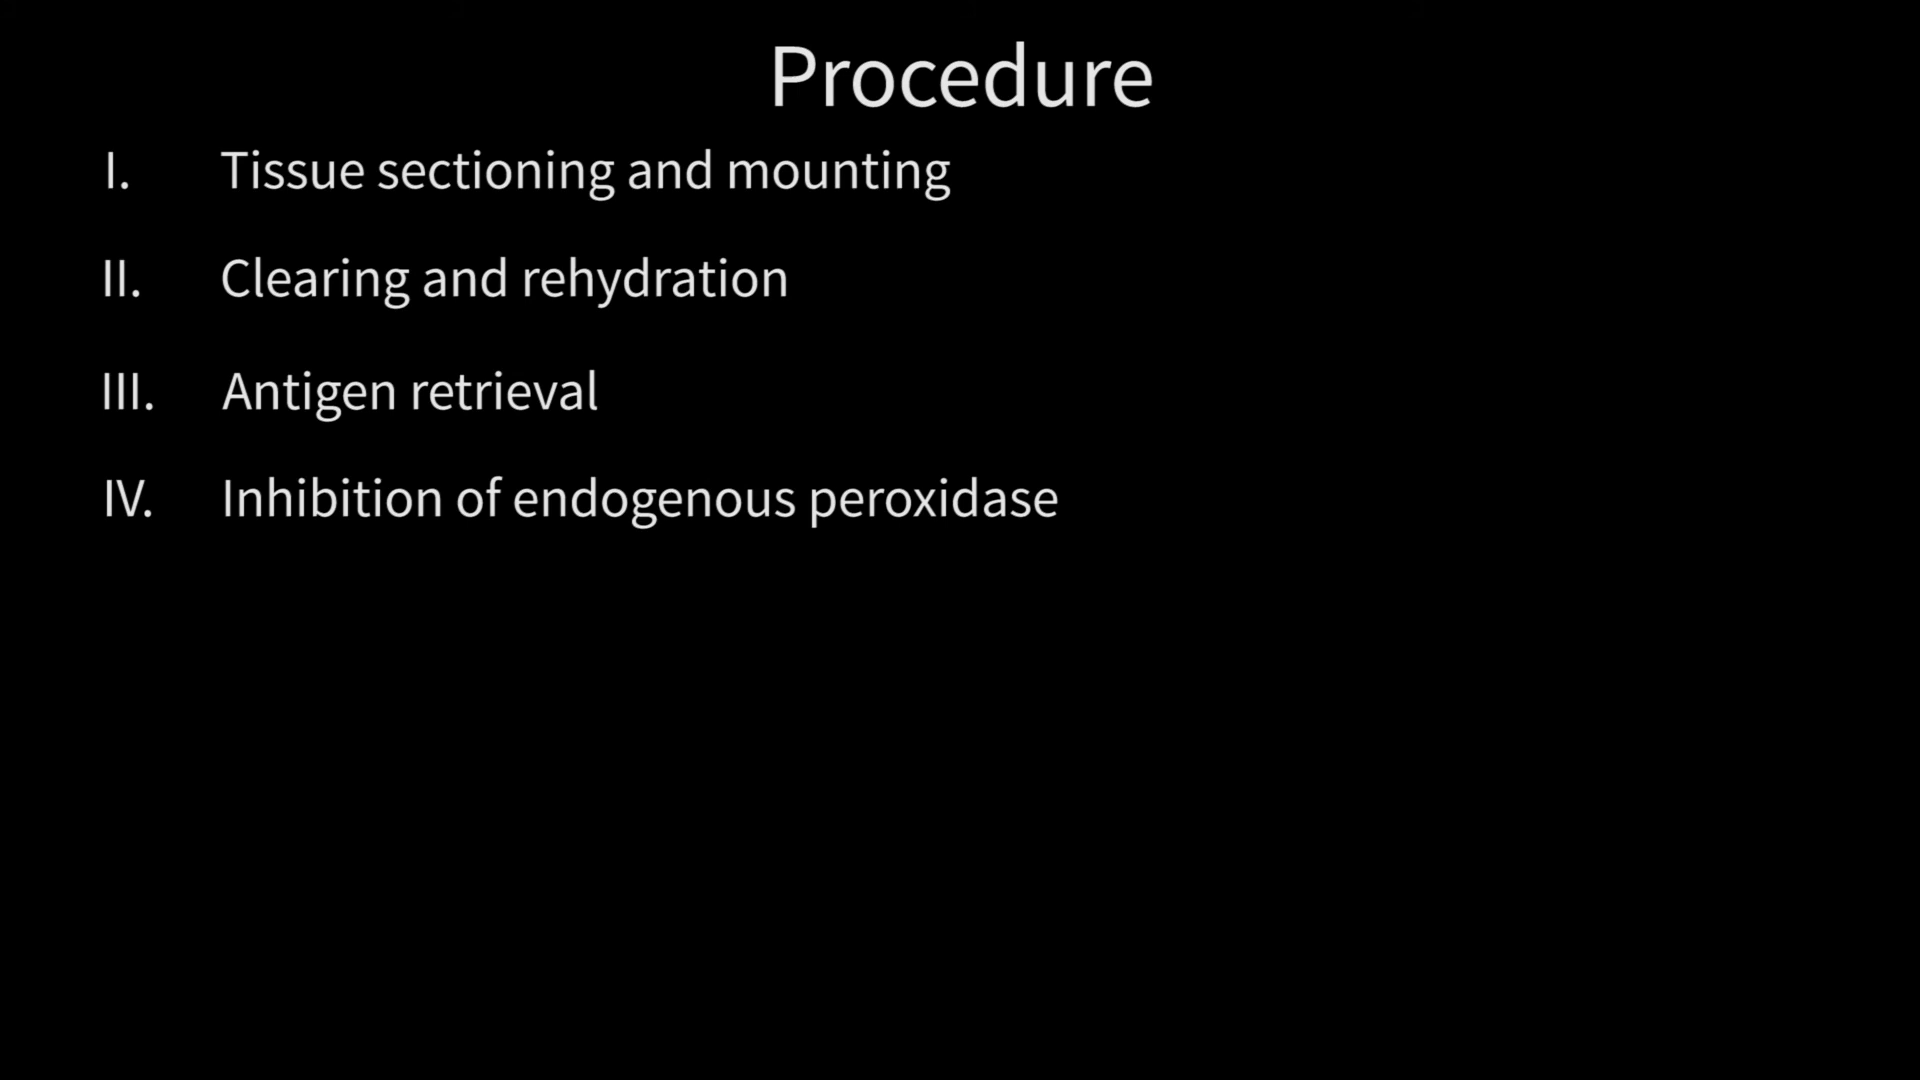 Procedure
I. Tissue sectioning and mounting
II. Clearing and rehydration
III. Antigen retrieval
IV. Inhibition of endogenous peroxidase